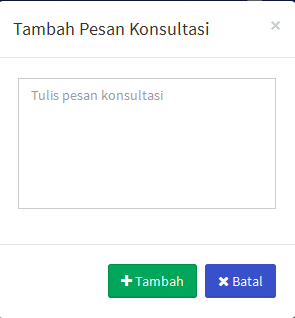 Tambah Pesan Konsultasi ×
Tulis pesan konsultasi
+ Tambah × Batal